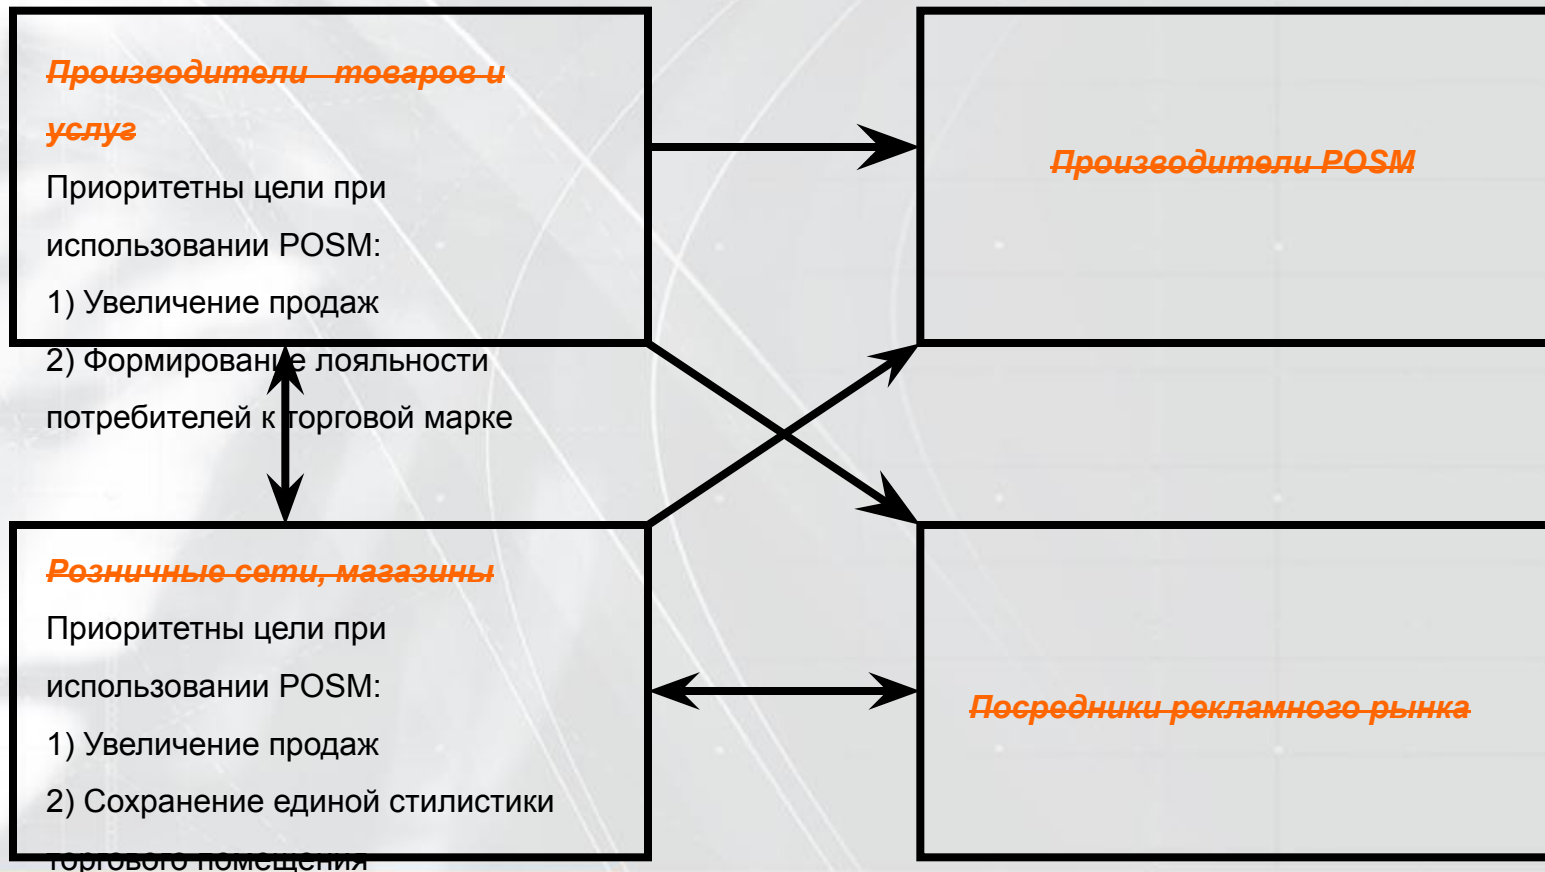 Производители товаров и
услуг
Приоритетны цели при
использовании POSM:
1) Увеличение продаж
2) Формирование лояльности
потребителей к торговой марке
Производители POSM
Розничные сети, магазины
Приоритетны цели при
использовании POSM:
1) Увеличение продаж
2) Сохранение единой стилистики
торгового помещения
Посредники рекламного рынка